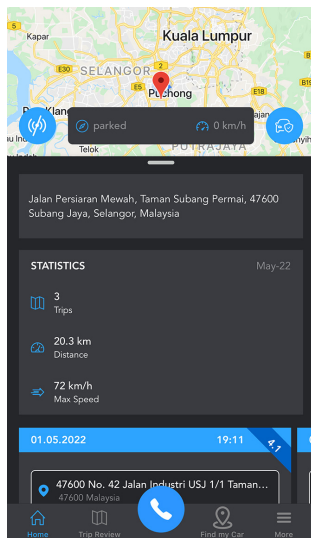 5
Kapar
Kuala Lumpur
E30
SELANGOR
2
E5
Puchong
E18
parked
0 km/h
Telok
PUTRAJAYA
Jalan Persiaran Mewah, Taman Subang Permai, 47600
Subang Jaya, Selangor, Malaysia
STATISTICS
May-22
3
Trips
20.3 km
Distance
72 km/h
Max Speed
01.05.2022
19:11
4.1
47600 No. 42 Jalan Industri USJ 1/1 Taman...
47600 Malaysia
Home
Trip Review
Find my Car
More